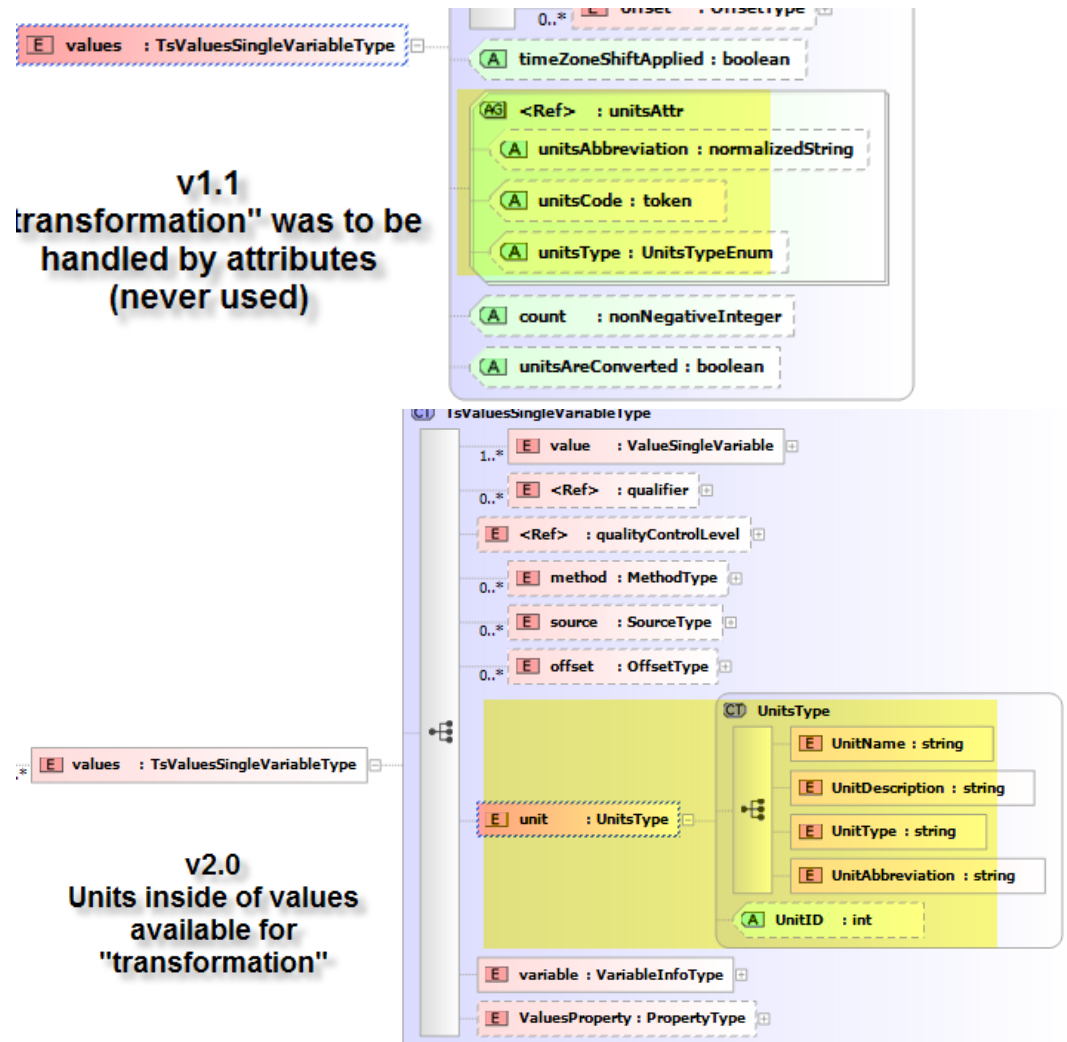 0..* E offset : OffsetType
E values : TsValuesSingleVariableType
A timeZoneShiftApplied : boolean
AG <Ref> : unitsAttr
A unitsAbbreviation : normalizedString
A unitsCode : token
A unitsType : UnitsTypeEnum
A count : nonNegativeInteger
A unitsAreConverted : boolean
v1.1
transformation" was to be
handled by attributes
(never used)
CT TsValuesSingleVariableType
1..* E value : ValueSingleVariable
0..* E <Ref> : qualifier
E <Ref> : qualityControlLevel
0..* E method : MethodType
0..* E source : SourceType
0..* E offset : OffsetType
CT UnitsType
E UnitName : string
E UnitDescription : string
E UnitType : string
E UnitAbbreviation : string
A UnitID : int
.* E values : TsValuesSingleVariableType
E unit : UnitsType
v2.0
Units inside of values
available for
"transformation"
E variable : VariableInfoType
E ValuesProperty : PropertyType